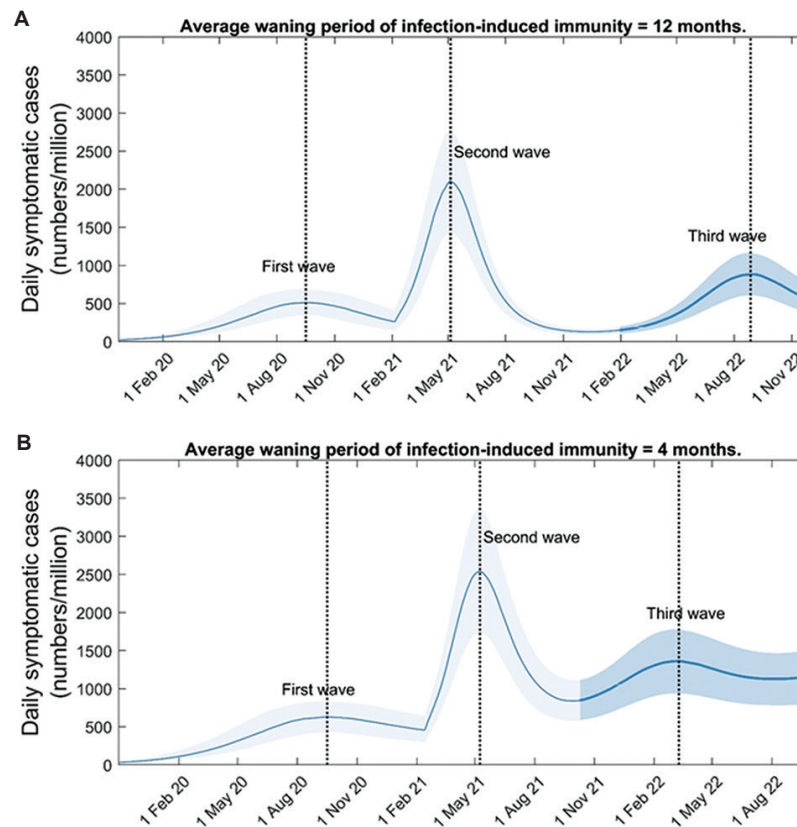 A
Average waning period of infection-induced immunity = 12 months.
Daily symptomatic cases
(numbers/million)
4000
3500
3000
2500
2000
1500
1000
500
0
First wave
Second wave
Third wave
1 Feb 20
1 May 20
1 Aug 20
1 Nov 20
1 Feb 21
1 May 21
1 Aug 21
1 Nov 21
1 Feb 22
1 May 22
1 Aug 22
1 Nov 22
B
Average waning period of infection-induced immunity = 4 months.
Daily symptomatic cases
(numbers/million)
4000
3500
3000
2500
2000
1500
1000
500
0
First wave
Second wave
Third wave
1 Feb 20
1 May 20
1 Aug 20
1 Nov 20
1 Feb 21
1 May 21
1 Aug 21
1 Nov 21
1 Feb 22
1 May 22
1 Aug 22